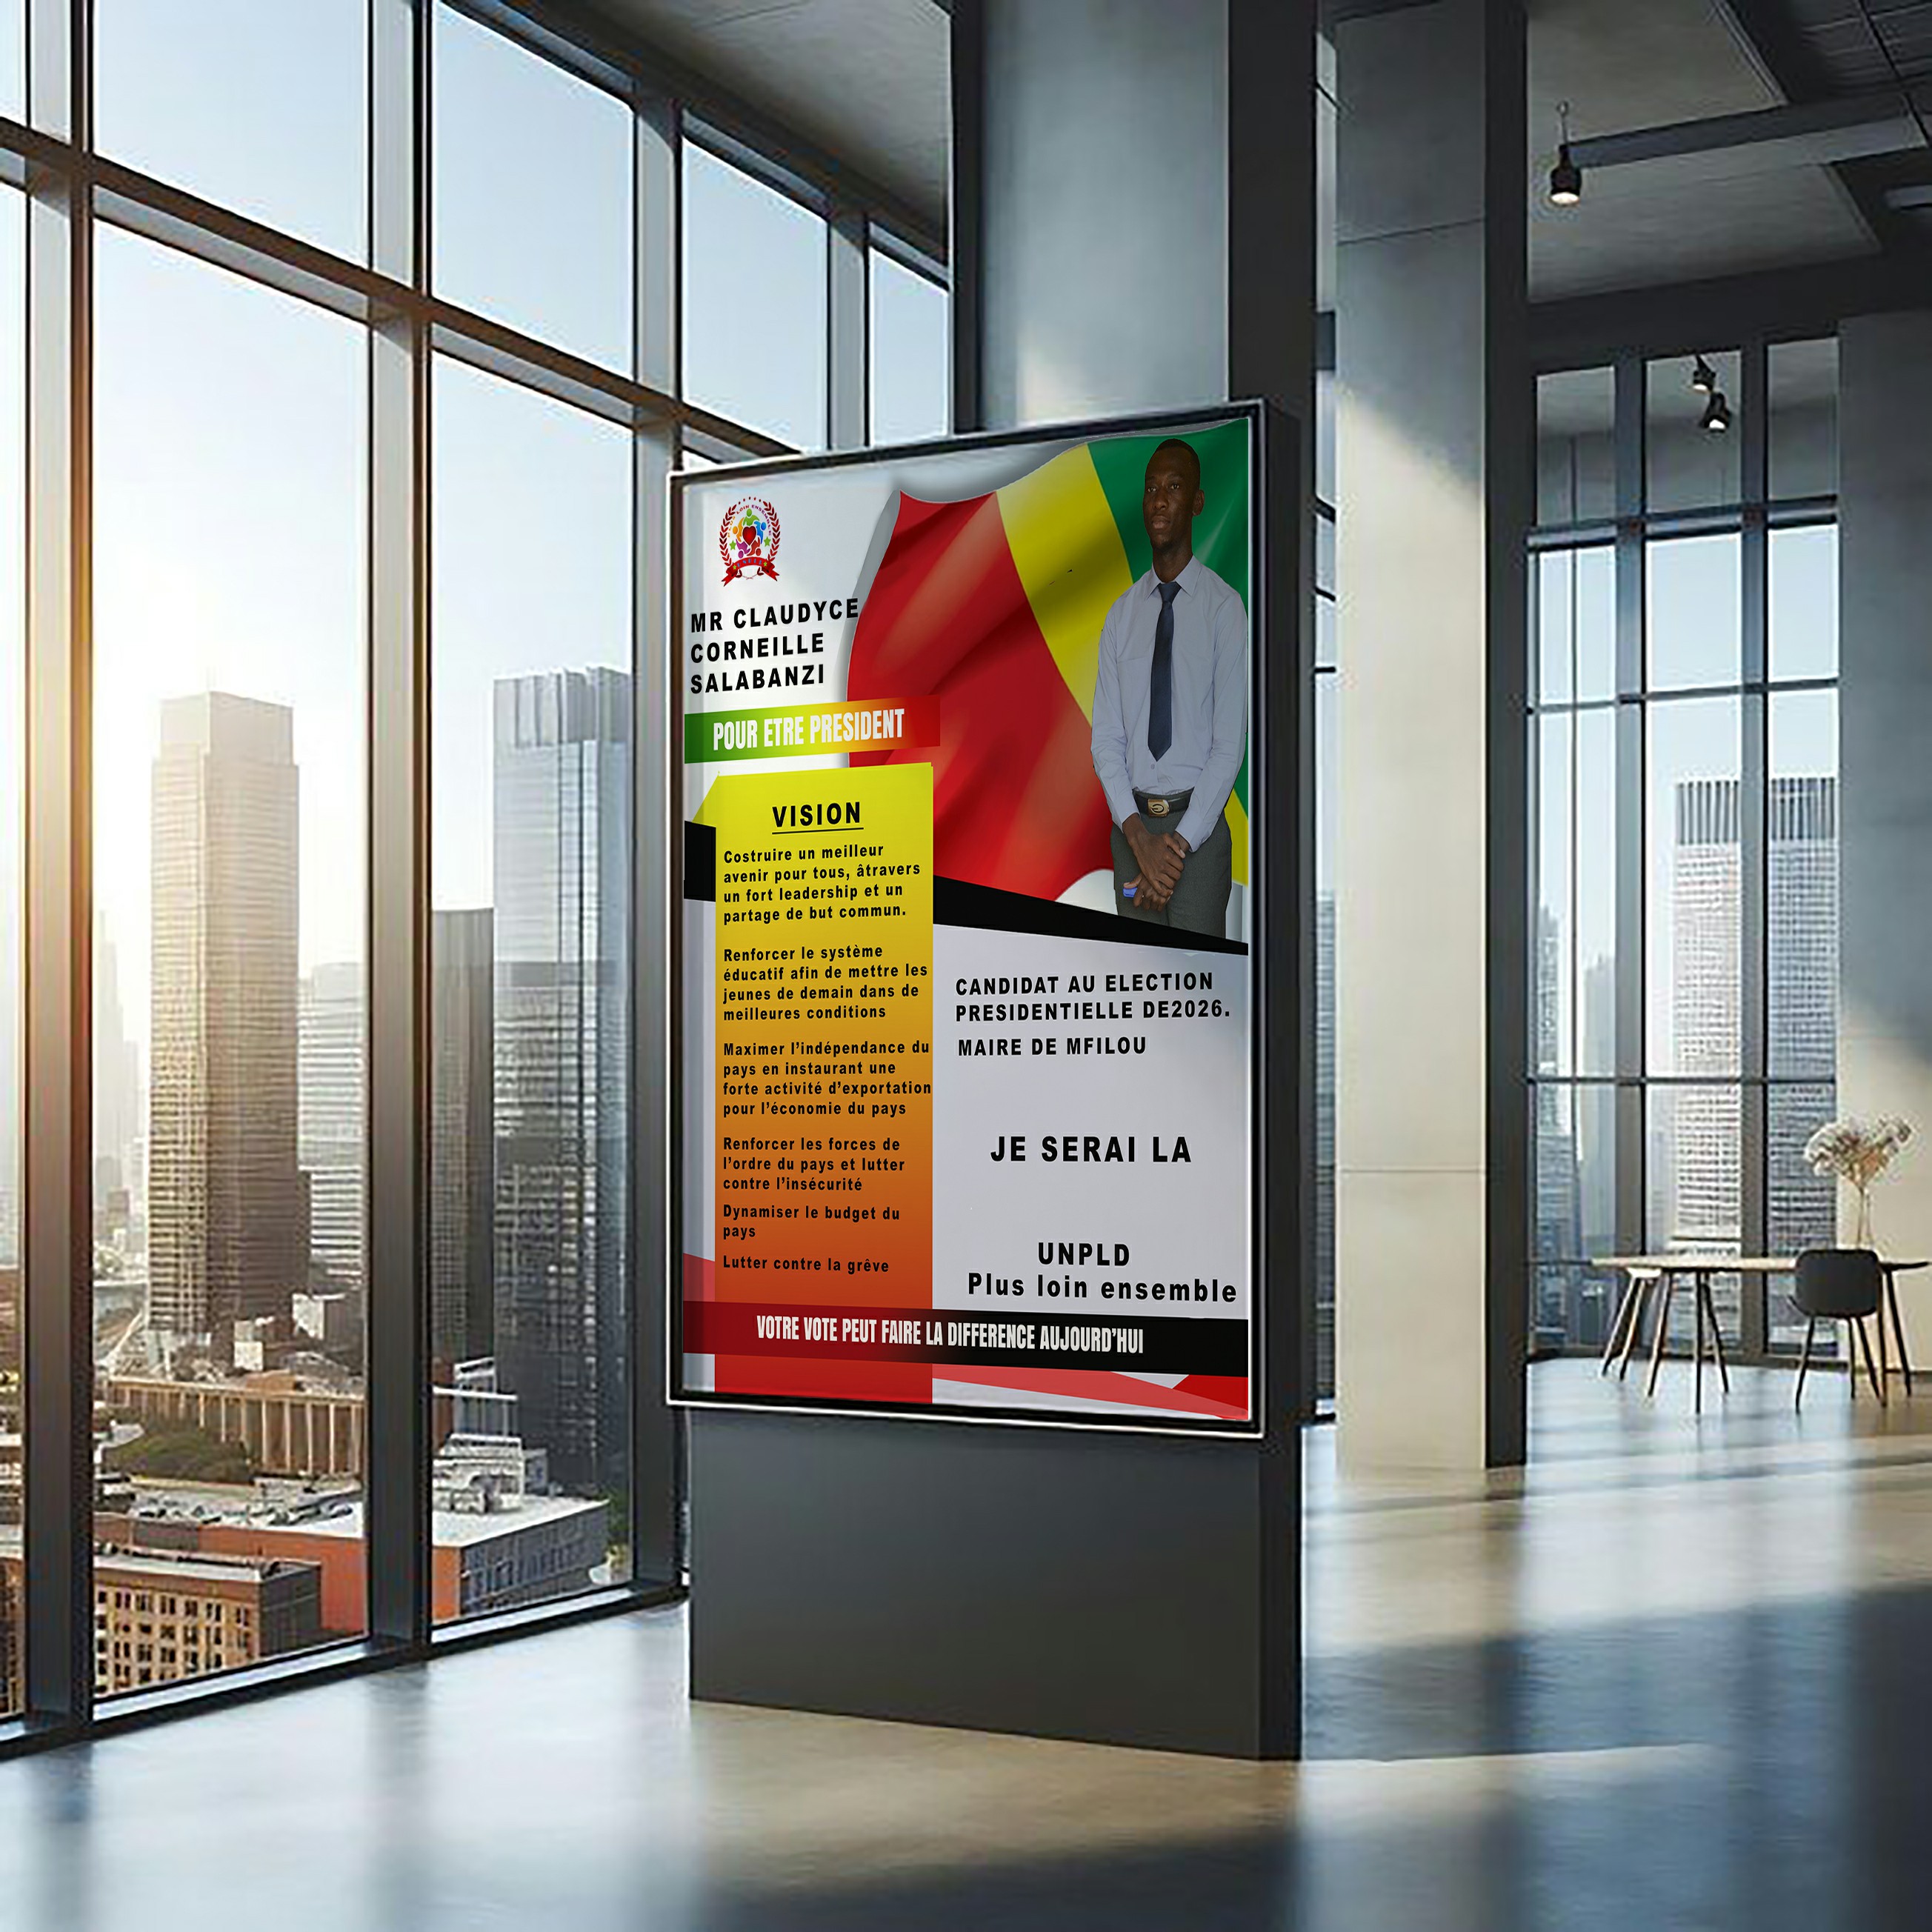 MR CLAUDYCE
CORNEILLE
SALABANZI
POUR ETRE PRESIDENT
VISION
Costruire un meilleur
avenir pour tous, âtravers
un fort leadership et un
partage de but commun.
Renforcer le système
éducatif afin de mettre les
jeunes de demain dans de
meilleures conditions
Maximer l'indépendance du
pays en instaurant une
forte activité d'exportation
pour l'économie du pays
Renforcer les forces de
l'ordre du pays et lutter
contre l'insécurité
Dynamiser le budget du
pays
Lutter contre la grêve
CANDIDAT AU ELECTION
PRESIDENTIELLE DE2026.
MAIRE DE MFILOU
JE SERAI LA
UNPLD
Plus loin ensemble
VOTRE VOTE PEUT FAIRE LA DIFFERENCE AUJOURD'HUI